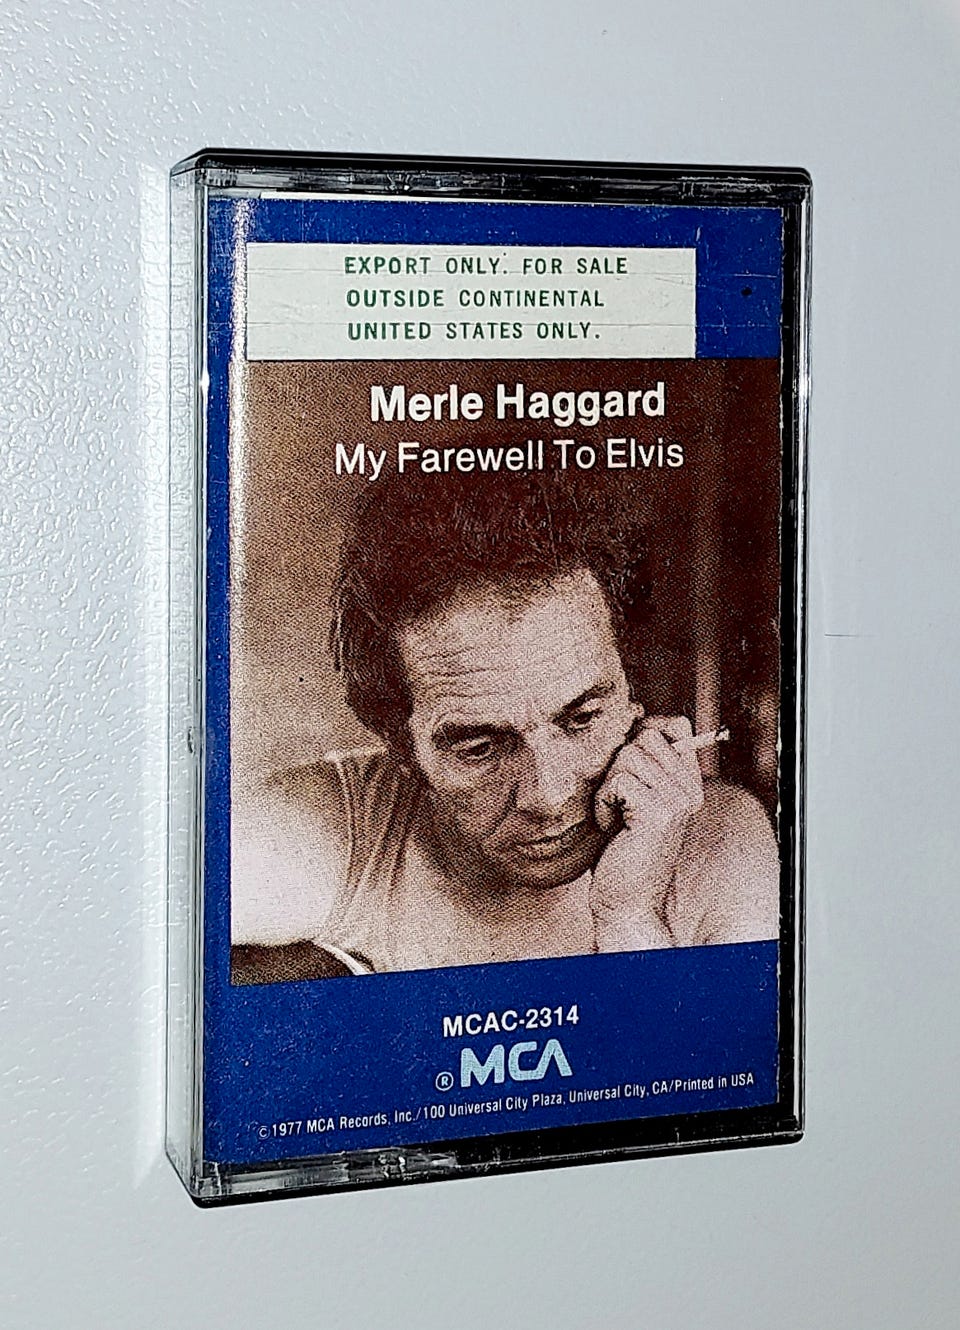 EXPORT ONLY. FOR SALE
OUTSIDE CONTINENTAL
UNITED STATES ONLY.
Merle Haggard
My Farewell To Elvis
MCAC-2314
® MCA
©1977 MCA Records, Inc./100 Universal City Plaza, Universal City, CA/Printed in USA